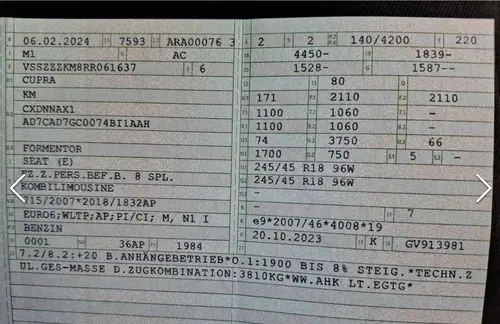 06.02.2024 7593 ARA00076 3
M1 AC
VSSZZZKM8RR061637 6
CUPRA
KM
CXDNNAX1
AD7CAD7GC0074BI1AAH
FORMENTOR
SEAT (E)
FZ.Z.PERS.BEF.B. 8 SPL.
KOMBILIMOUSINE
715/2007*2018/1832AP
EURO6;WLTP;AP;PI/CI; M, N1 I
BENZIN
0001 36AP 1984
2 2 140/4200 220
4450- 1839-
1528- 1587--
80
171 2110 2110
1100 1060 -
1100 1060 -
74 3750 66
1700 750 5 -
245/45 R18 96W
245/45 R18 96W
-
- 7
e9*2007/46*4008*19
20.10.2023 K GV913981
7.2/8.2:+20 B.ANHÄNGEBETRIEB*O.1:1900 BIS 8% STEIG.*TECHN.Z
UL.GES-MASSE D.ZUGKOMBINATION:3810KG*WW.AHK LT.EGTG*